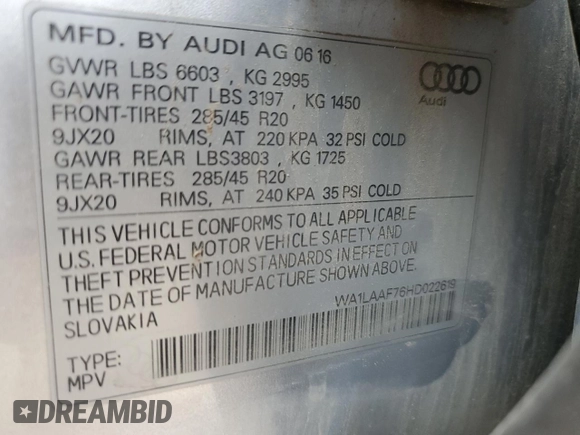 MFD. BY AUDI AG 06 16
GVWR LBS 6603 , KG 2995
GAWR FRONT LBS 3197 , KG 1450
FRONT-TIRES 285/45 R20
9JX20 RIMS, AT 220 KPA 32 PSI COLD
GAWR REAR LBS3803 , KG 1725
REAR-TIRES 285/45 R20
9JX20 RIMS, AT 240 KPA 35 PSI COLD
Audi
THIS VEHICLE CONFORMS TO ALL APPLICABLE
U.S. FEDERAL MOTOR VEHICLE SAFETY AND
THEFT PREVENTION STANDARDS IN EFFECT ON
THE DATE OF MANUFACTURE SHOWN ABOVE
SLOVAKIA
WA1LAAF76HD022619
TYPE:
MPV
DREAMBID